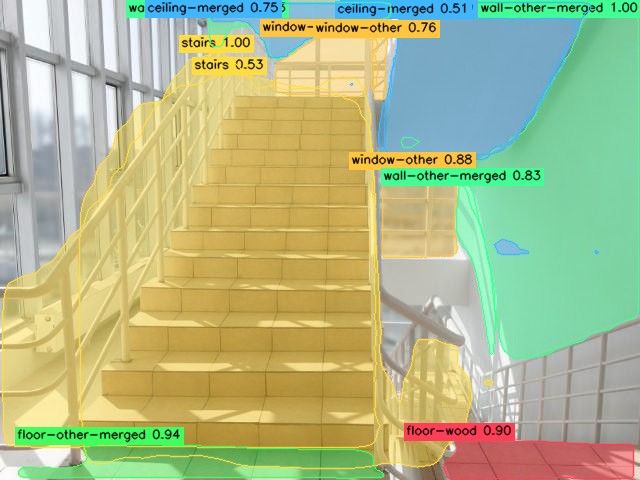 wa
ceiling-merged 0.75
ceiling-merged 0.51
wall-other-merged 1.00
window-window-other 0.76
stairs 1.00
stairs 0.53
window-other 0.88
wall-other-merged 0.83
floor-other-merged 0.94
floor-wood 0.90